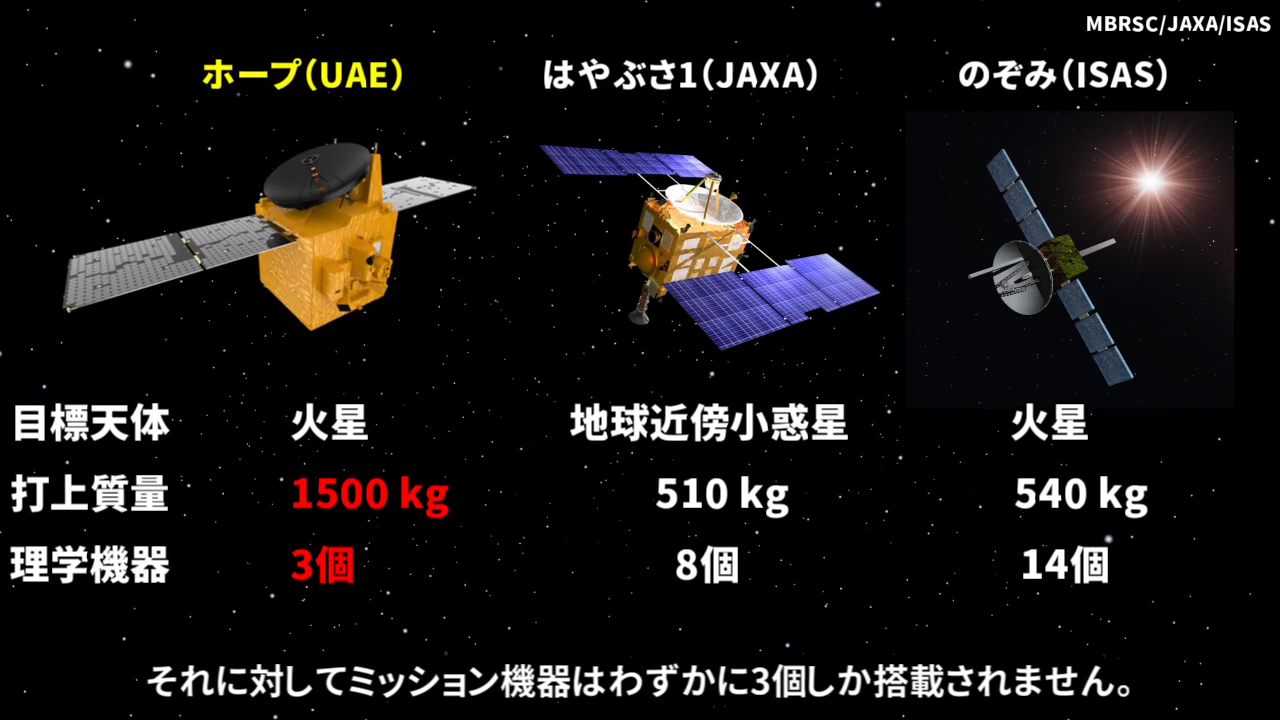 MBRSC/JAXA/ISAS
ホープ(UAE) はやぶさ1(JAXA) のぞみ(ISAS)
目標天体 火星 地球近傍小惑星 火星
打上質量 1500 kg 510 kg 540 kg
理学機器 3個 8個 14個
それに対してミッション機器はわずかに3個しか搭載されません。